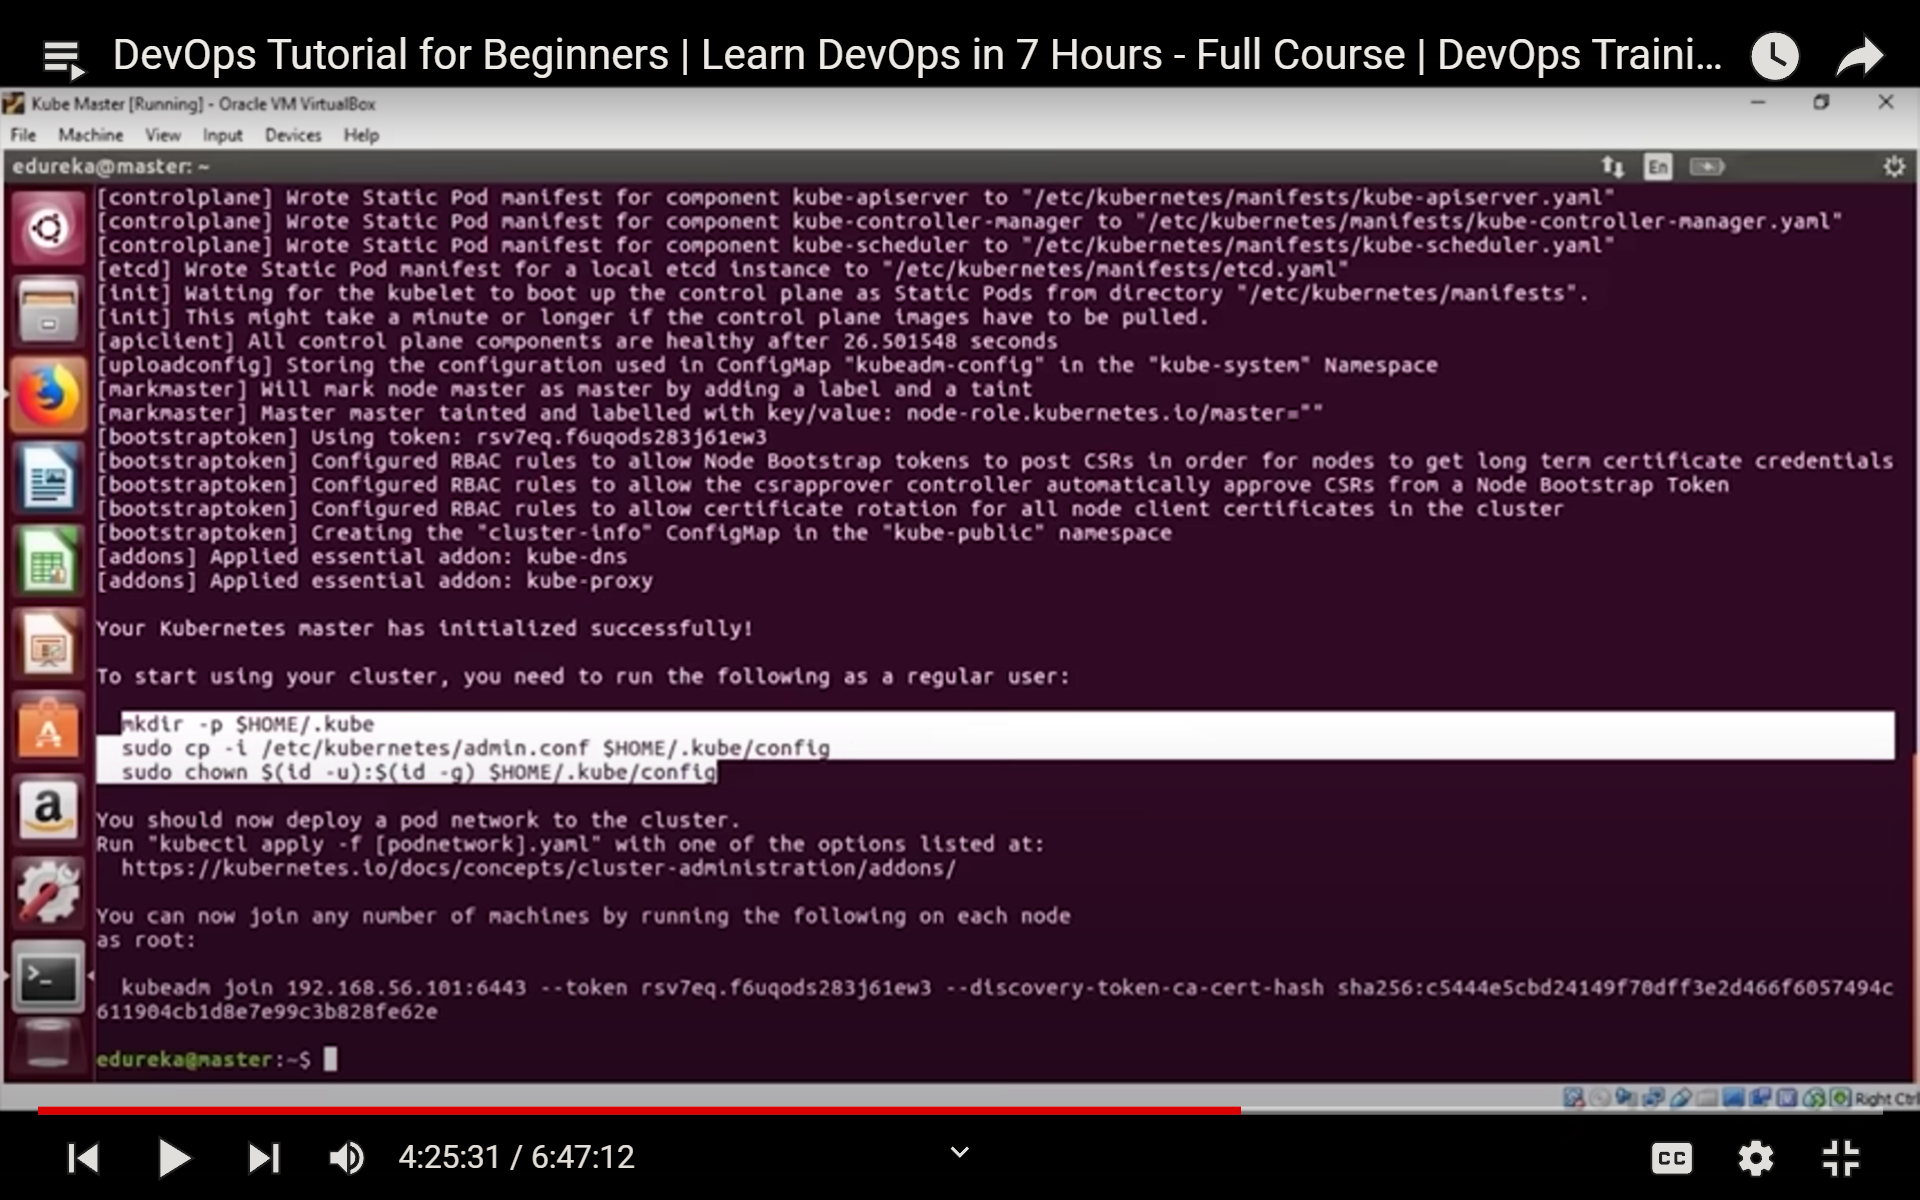 DevOps Tutorial for Beginners | Learn DevOps in 7 Hours - Full Course | DevOps Traini...
Kube Master [Running] - Oracle VM VirtualBox
File Machine View Input Devices Help
edureka@master: ~
En
[controlplane] Wrote Static Pod manifest for component kube-apiserver to "/etc/kubernetes/manifests/kube-apiserver.yaml"
[controlplane] Wrote Static Pod manifest for component kube-controller-manager to "/etc/kubernetes/manifests/kube-controller-manager.yaml"
[controlplane] Wrote Static Pod manifest for component kube-scheduler to "/etc/kubernetes/manifests/kube-scheduler.yaml"
[etcd] Wrote Static Pod manifest for a local etcd instance to "/etc/kubernetes/manifests/etcd.yaml"
[init] Waiting for the kubelet to boot up the control plane as Static Pods from directory "/etc/kubernetes/manifests".
[init] This might take a minute or longer if the control plane images have to be pulled.
[apiclient] All control plane components are healthy after 26.501548 seconds
[uploadconfig] Storing the configuration used in ConfigMap "kubeadm-config" in the "kube-system" Namespace
[markmaster] Will mark node master as master by adding a label and a taint
[markmaster] Master master tainted and labelled with key/value: node-role.kubernetes.io/master=""
[bootstraptoken] Using token: rsv7eq.f6uqods283j61ew3
[bootstraptoken] Configured RBAC rules to allow Node Bootstrap tokens to post CSRs in order for nodes to get long term certificate credentials
[bootstraptoken] Configured RBAC rules to allow the csrapprover controller automatically approve CSRs from a Node Bootstrap Token
[bootstraptoken] Configured RBAC rules to allow certificate rotation for all node client certificates in the cluster
[bootstraptoken] Creating the "cluster-info" ConfigMap in the "kube-public" namespace
[addons] Applied essential addon: kube-dns
[addons] Applied essential addon: kube-proxy
Your Kubernetes master has initialized successfully!
To start using your cluster, you need to run the following as a regular user:
mkdir -p $HOME/.kube
sudo cp -i /etc/kubernetes/admin.conf $HOME/.kube/config
sudo chown $(id -u):$(id -g) $HOME/.kube/config
You should now deploy a pod network to the cluster.
Run "kubectl apply -f [podnetwork].yaml" with one of the options listed at:
https://kubernetes.io/docs/concepts/cluster-administration/addons/
You can now join any number of machines by running the following on each node
as root:
kubeadm join 192.168.56.101:6443 --token rsv7eq.f6uqods283j61ew3 --discovery-token-ca-cert-hash sha256:c5444e5cbd24149f70dff3e2d466f6057494c
611904cb1d8e7e99c3b828fe62e
edureka@master:~$
Right Ctrl
4:25:31 / 6:47:12
CC